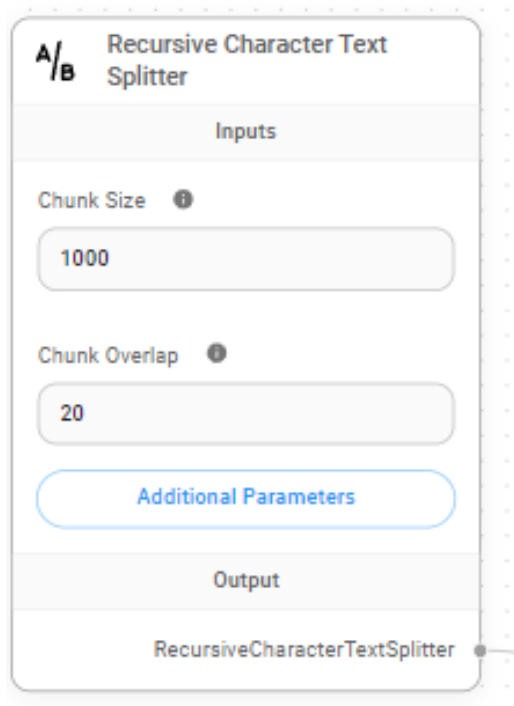 A/B
Recursive Character Text
Splitter
Inputs
Chunk Size
1000
Chunk Overlap
20
Additional Parameters
Output
RecursiveCharacterTextSplitter